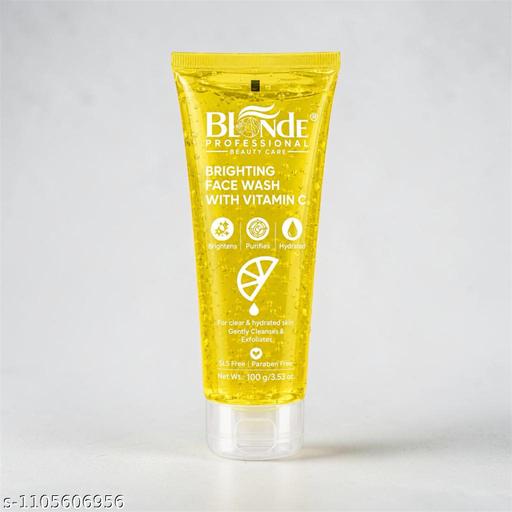 BLONDE®
PROFESSIONAL
BEAUTY CARE
BRIGHTING
FACE WASH
WITH VITAMIN C
Brightens Purifies Hydrated
For clear & hydrated skin
Gently Cleanses &
Exfoliates
SLS Free | Paraben Free
Net Wt.: 100 g/3.53 oz
s-1105606956